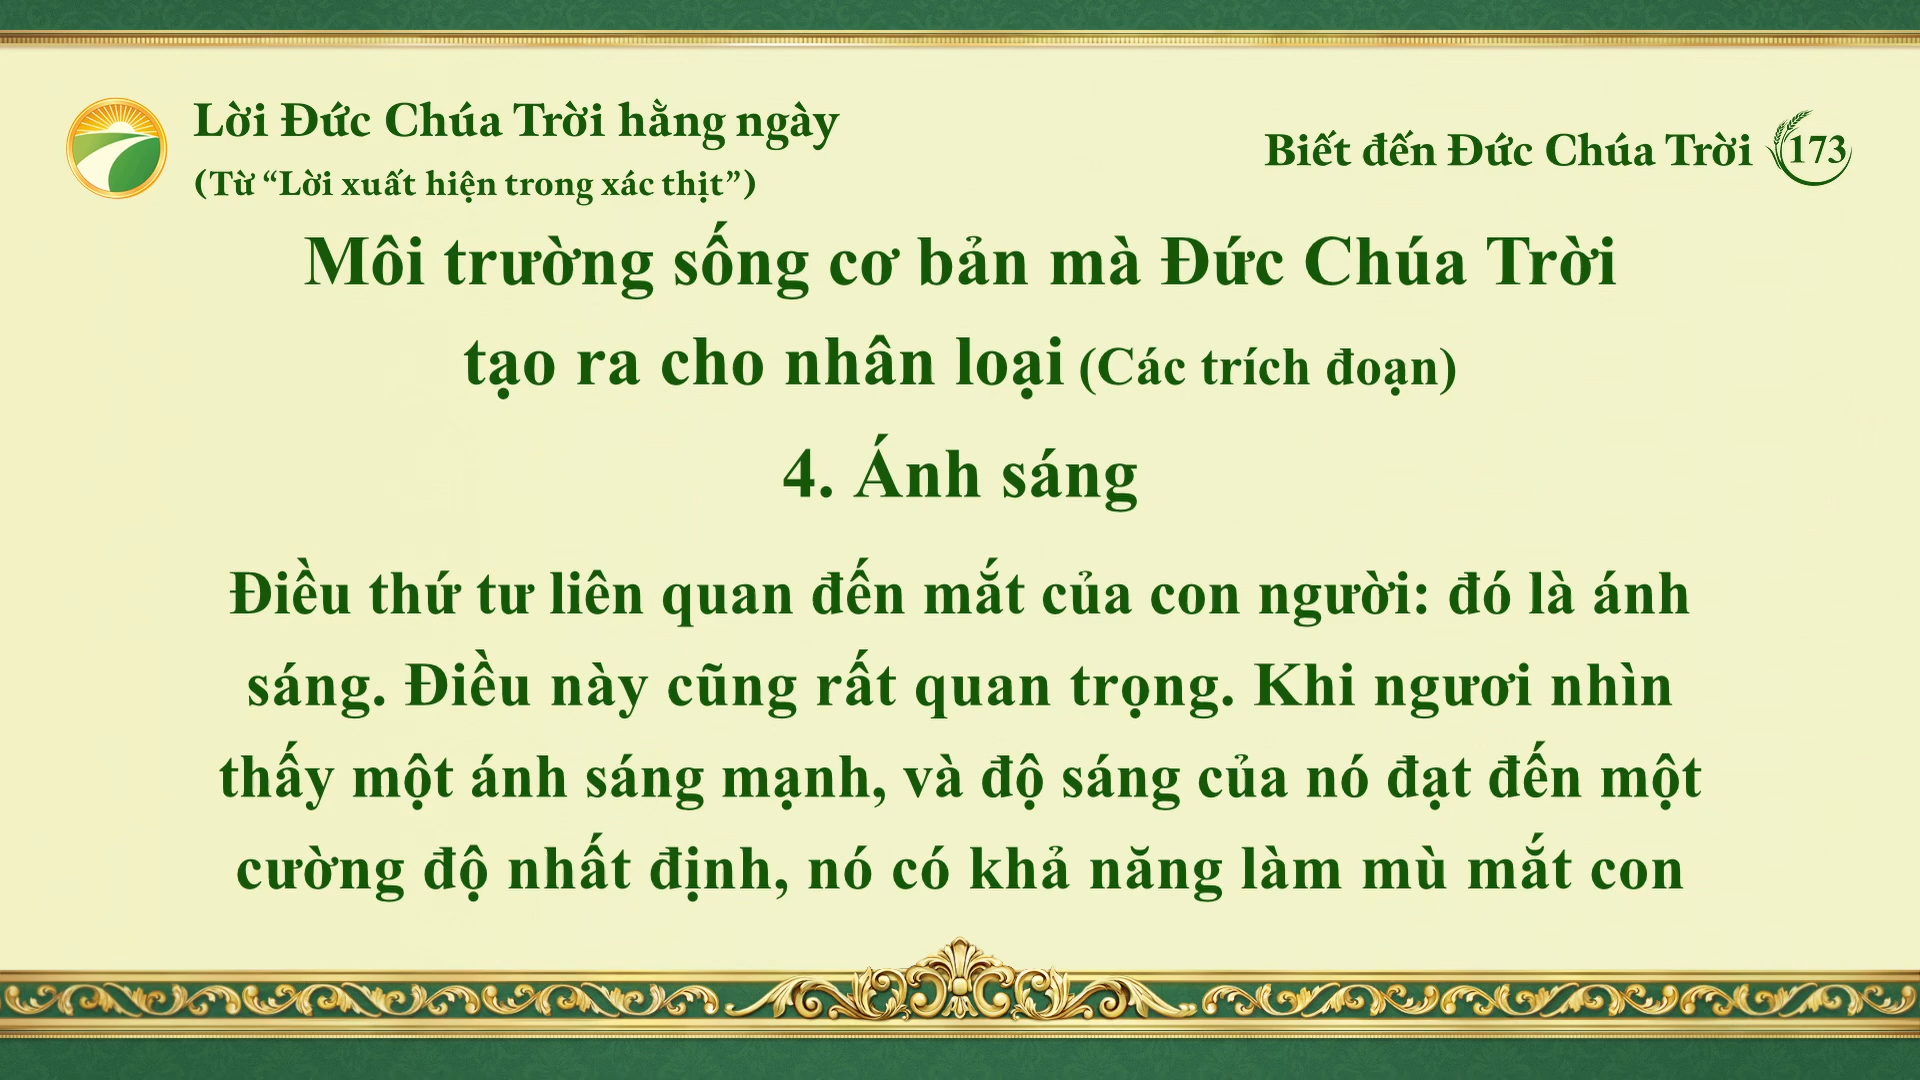 Lời Đức Chúa Trời hằng ngày
(Từ “Lời xuất hiện trong xác thịt”)
Biết đến Đức Chúa Trời 173
Môi trường sống cơ bản mà Đức Chúa Trời
tạo ra cho nhân loại (Các trích đoạn)
4. Ánh sáng
Điều thứ tư liên quan đến mắt của con người: đó là ánh
sáng. Điều này cũng rất quan trọng. Khi ngươi nhìn
thấy một ánh sáng mạnh, và độ sáng của nó đạt đến một
cường độ nhất định, nó có khả năng làm mù mắt con